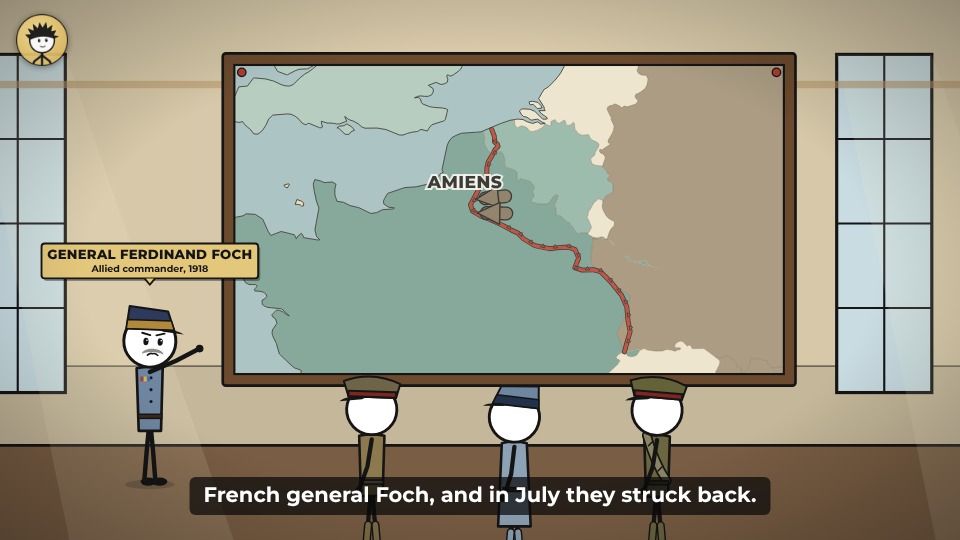 AMIENS
GENERAL FERDINAND FOCH
Allied commander, 1918
French general Foch, and in July they struck back.